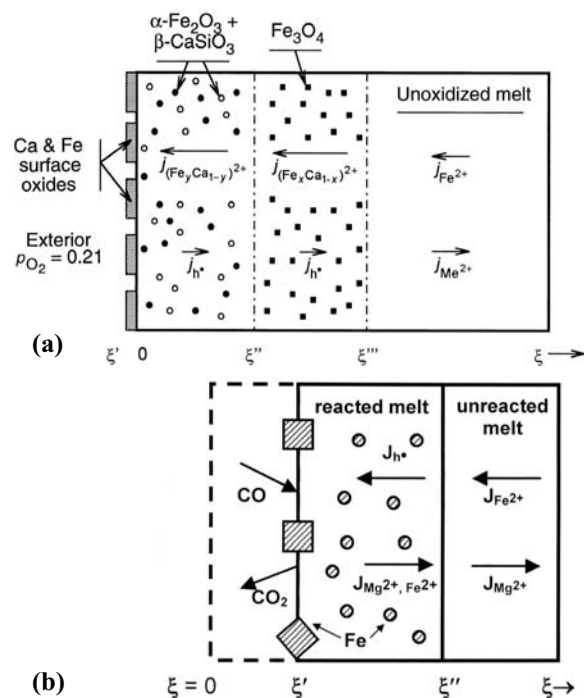 α-Fe₂O₃ +
β-CaSiO₃
Fe₃O₄
Unoxidized melt
Ca & Fe
surface
oxides
j(FeyCa1−y)²⁺
j(FexCa1−x)²⁺
jFe²⁺
Exterior
pO₂ = 0.21
jh•
jh•
jMe²⁺
(a)
ξ' 0 ξ'' ξ''' ξ
reacted melt
unreacted
melt
Jh•
CO
JFe²⁺
JMg²⁺, Fe²⁺
JMg²⁺
CO₂
Fe
(b)
ξ = 0 ξ' ξ'' ξ